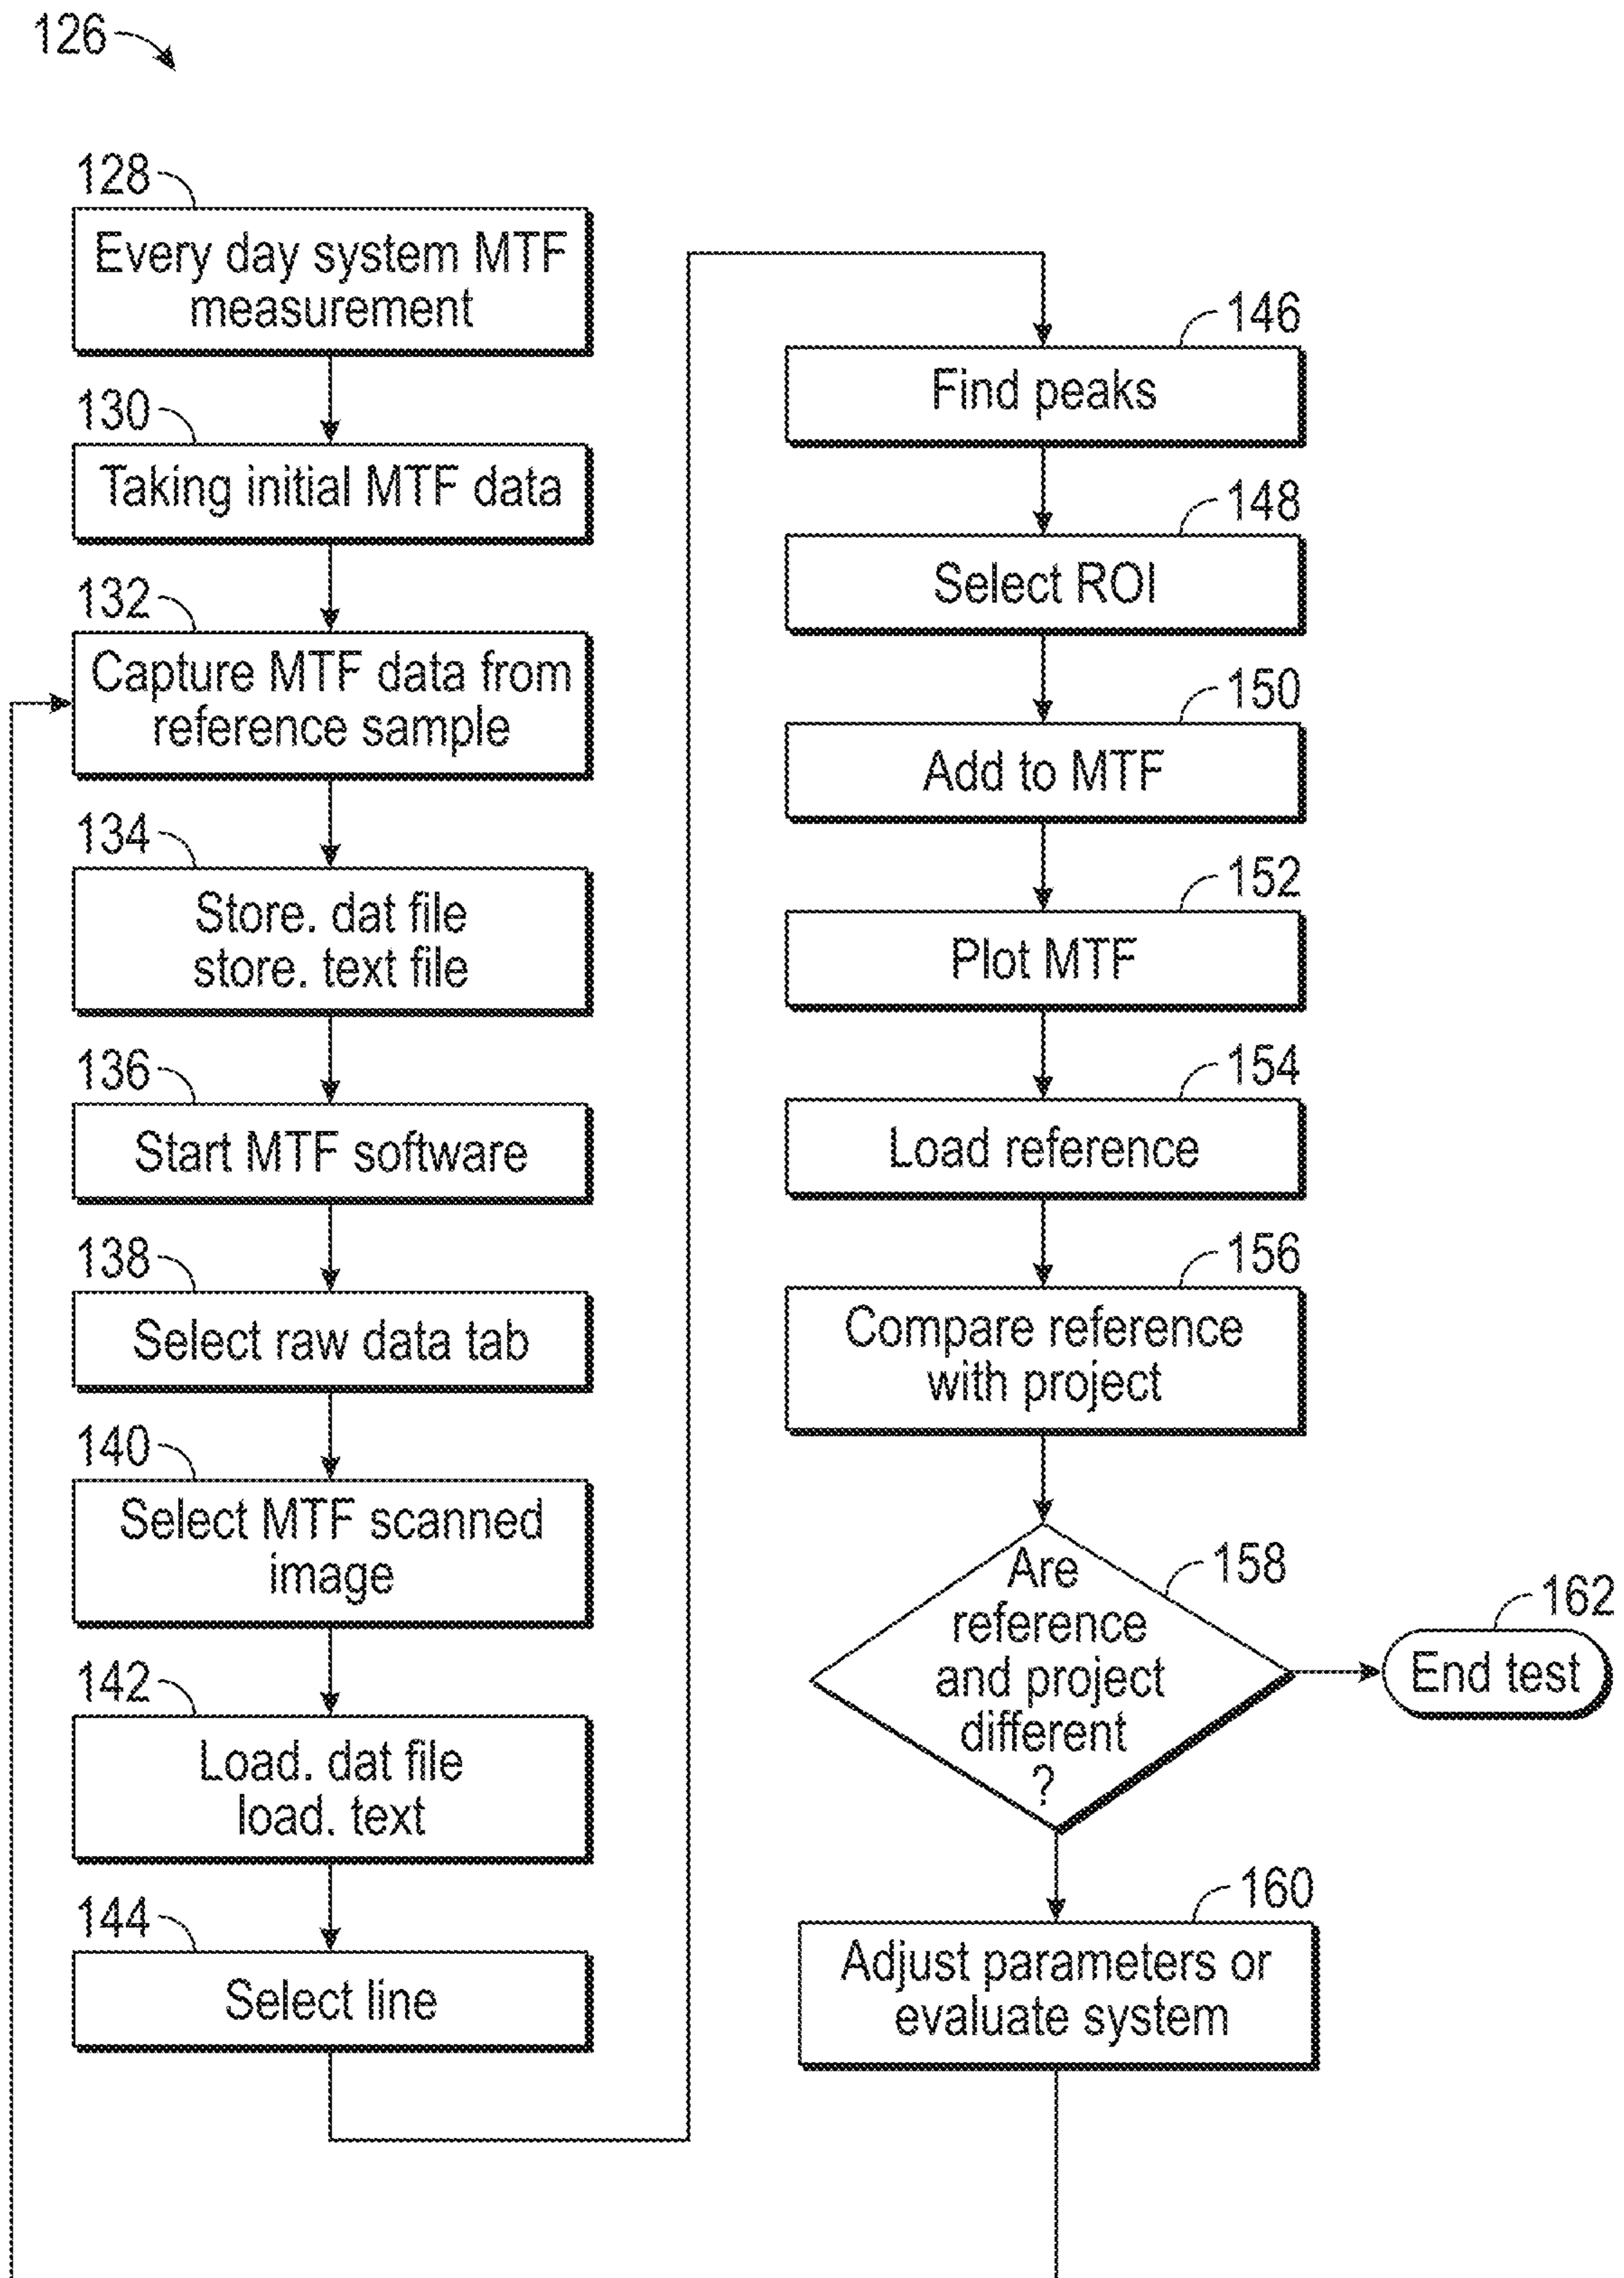 126
128
Every day system MTF
measurement
130
Taking initial MTF data
132
Capture MTF data from
reference sample
134
Store. dat file
store. text file
136
Start MTF software
138
Select raw data tab
140
Select MTF scanned
image
142
Load. dat file
load. text
144
Select line
146
Find peaks
148
Select ROI
150
Add to MTF
152
Plot MTF
154
Load reference
156
Compare reference
with project
158
Are
reference
and project
different
?
162
End test
160
Adjust parameters or
evaluate system